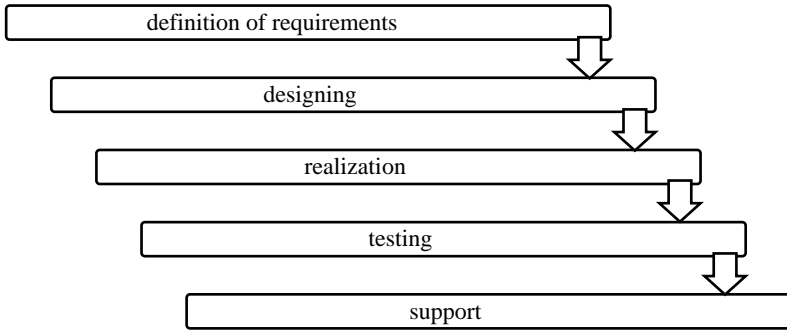 definition of requirements
designing
realization
testing
support